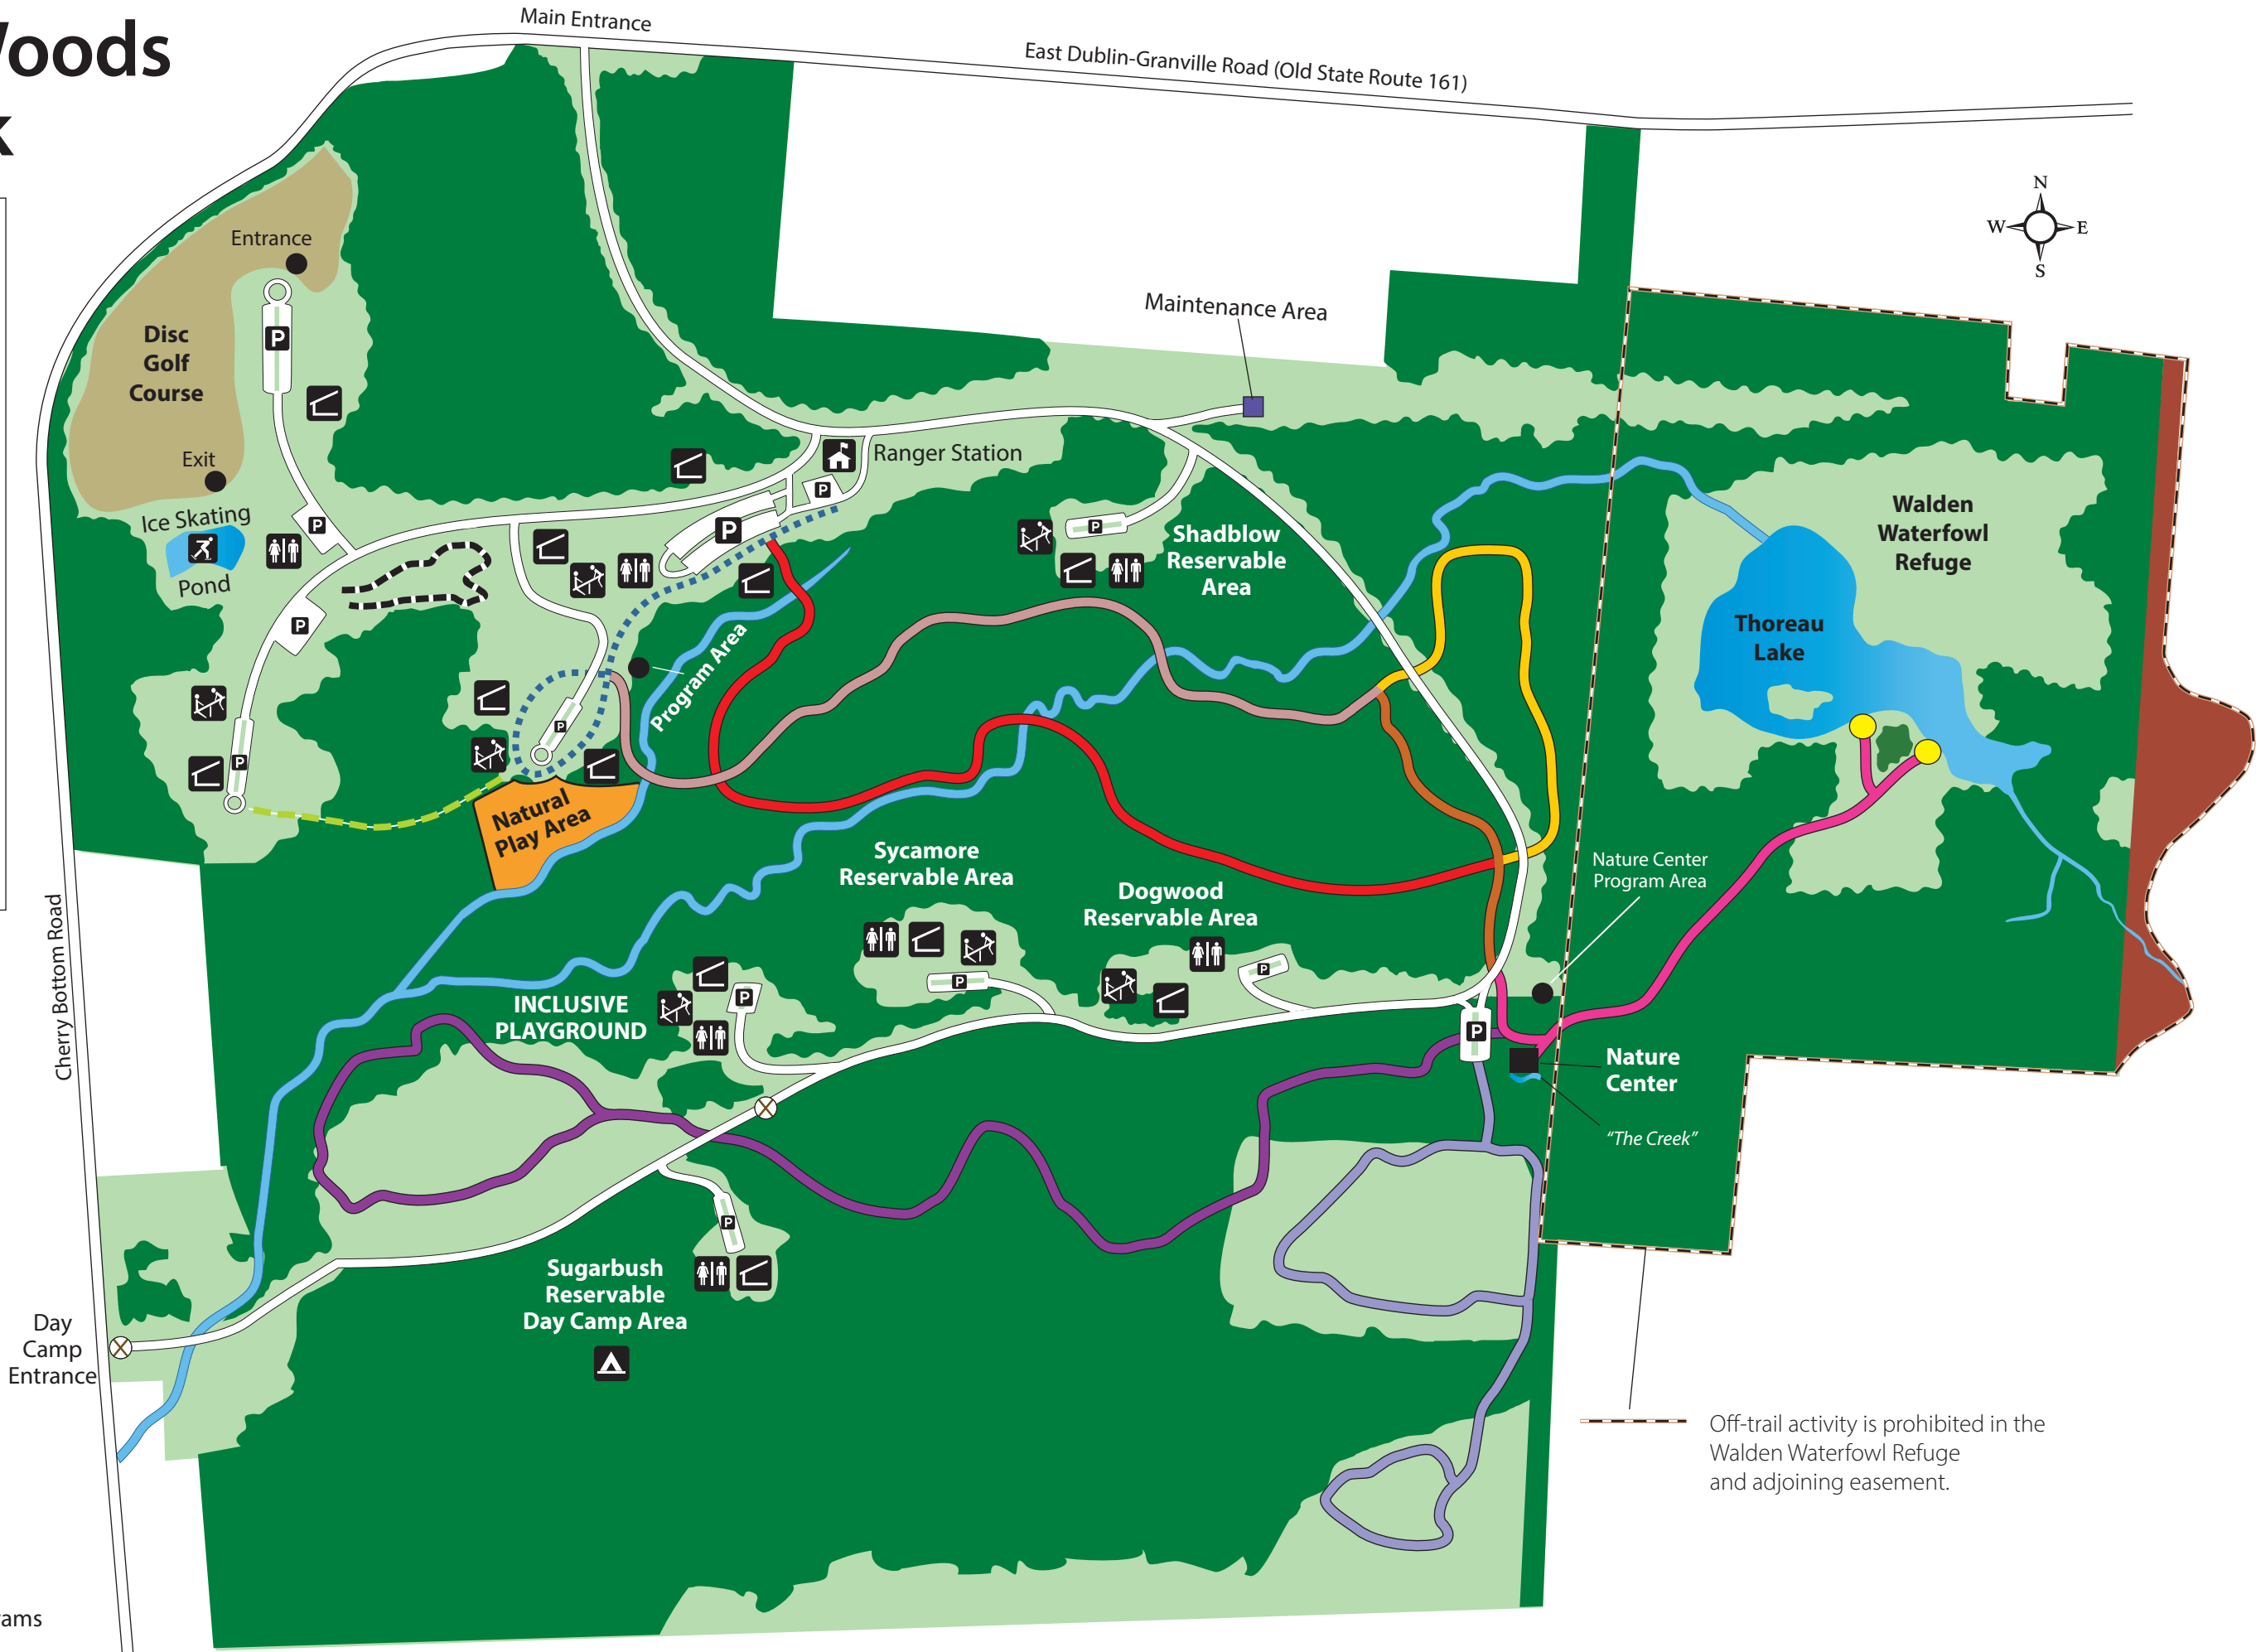 Woods
k
Main Entrance
East Dublin-Granville Road (Old State Route 161)
N
W
E
S
Entrance
Maintenance Area
P
Disc
Golf
Course
Exit
Ranger Station
P
P
P
P
Ice Skating
Pond
Walden
Waterfowl
Refuge
Shadblow
Reservable
Area
P
Thoreau
Lake
Program Area
P
P
Natural
Play Area
Sycamore
Reservable Area
Nature Center
Program Area
Dogwood
Reservable Area
Cherry Bottom Road
P
P
P
INCLUSIVE
PLAYGROUND
P
Nature
Center
"The Creek"
P
Sugarbush
Reservable
Day Camp Area
Day
Camp
Entrance
Off-trail activity is prohibited in the
Walden Waterfowl Refuge
and adjoining easement.
ams